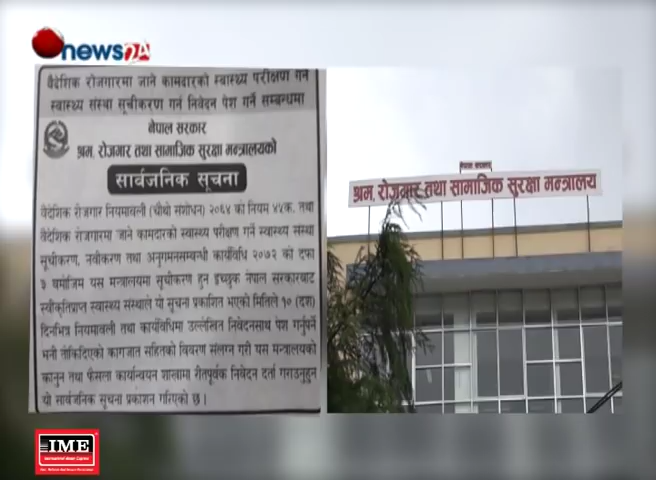 news24
वैदेशिक रोजगारमा जाने कामदारको स्वास्थ्य परीक्षण गर्न
स्वास्थ्य संस्था सूचीकरण गर्न निवेदन पेश गर्ने सम्बन्धमा
नेपाल सरकार
श्रम, रोजगार तथा सामाजिक सुरक्षा मन्त्रालयको
सार्वजनिक सूचना
वैदेशिक रोजगार नियमावली (चौथो संशोधन) २०६४ को नियम ४५क. तथा
वैदेशिक रोजगारमा जाने कामदारको स्वास्थ्य परीक्षण गर्ने स्वास्थ्य संस्था
सूचीकरण, नवीकरण तथा अनुगमनसम्वन्धी कार्यविधि २०७२ को दफा
३ बमोजिम यस मन्त्रालयमा सूचीकरण हुन इच्छुक नेपाल सरकारबाट
स्वीकृतिप्राप्त स्वास्थ्य संस्थाले यो सूचना प्रकाशित भएको मितिले १० (दश)
दिनभित्र नियमावली तथा कार्यविधिमा उल्लेखित निवेदनसाथ पेश गर्नुपर्ने
भनी तोकिदिएको कागजात सहितको विवरण संलग्न गरी यस मन्त्रालयको
कानुन तथा फैसला कार्यान्वयन शाखामा रीतपूर्वक निवेदन दर्ता गराउनुहुन
यो सार्वजनिक सूचना प्रकाशन गरिएको छ।
नेपाल सरकार
श्रम, रोजगार तथा सामाजिक सुरक्षा मन्त्रालय
IME